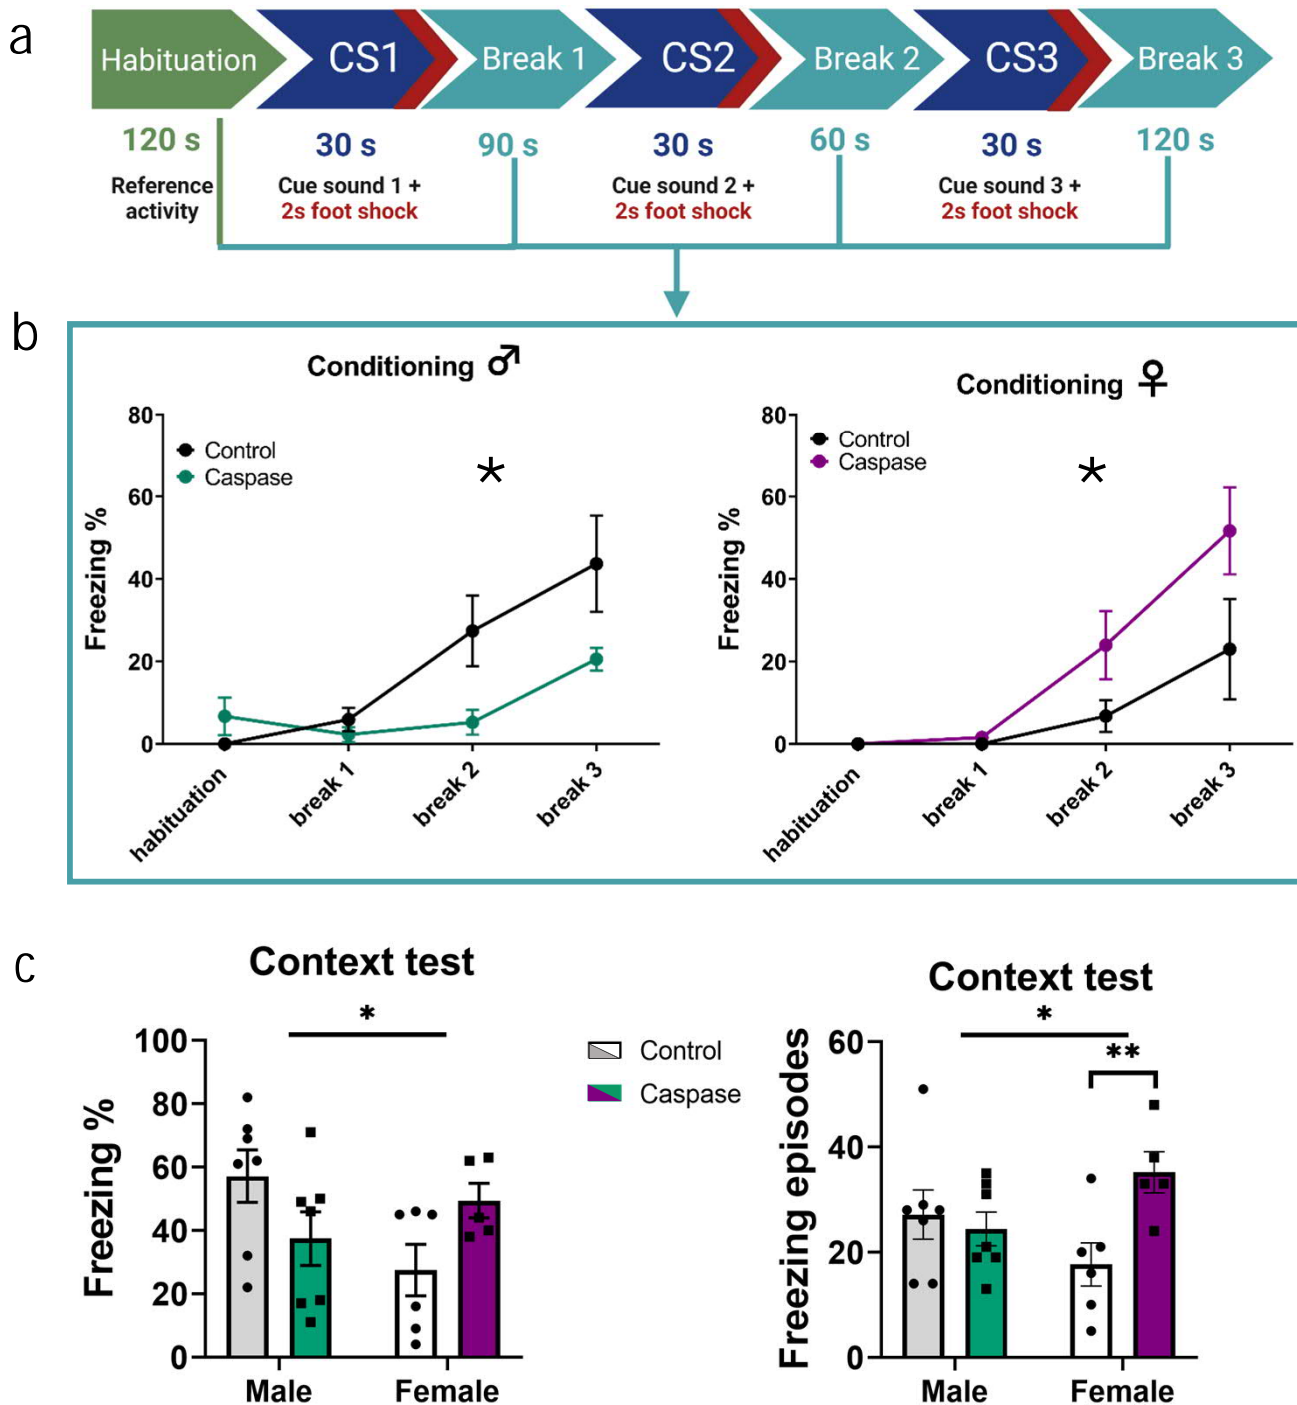 a
Habituation CS1 Break 1 CS2 Break 2 CS3 Break 3
120 s 30 s 90 s 30 s 60 s 30 s 120 s
Reference
activity
Cue sound 1 +
2s foot shock
Cue sound 2 +
2s foot shock
Cue sound 3 +
2s foot shock
b
Conditioning ♂
80
60
40
20
0
Freezing %
Control
Caspase
*
habituation
break 1
break 2
break 3
Conditioning ♀
80
60
40
20
0
Freezing %
Control
Caspase
*
habituation
break 1
break 2
break 3
c
Context test
*
100
80
60
40
20
0
Freezing %
Male Female
Control
Caspase
Context test
*
**
60
40
20
0
Freezing episodes
Male Female